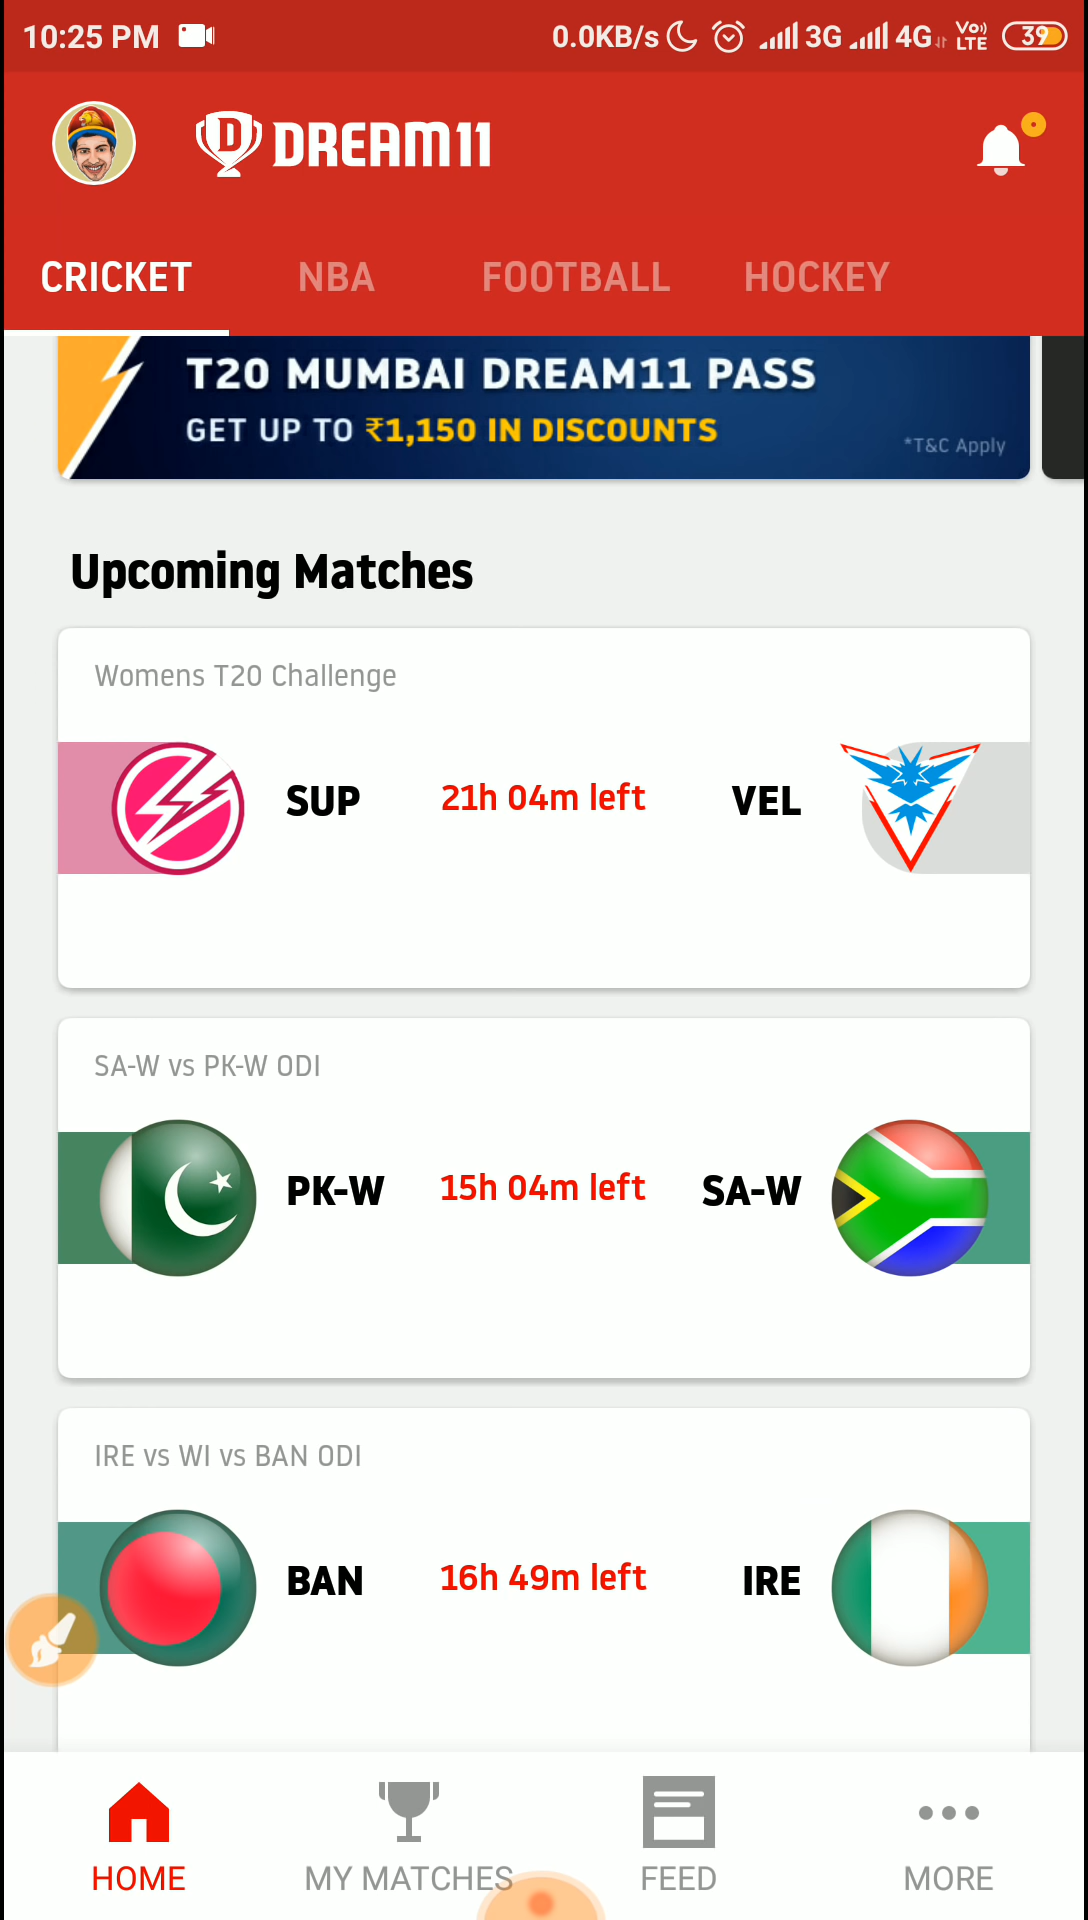 10:25 PM 0.0KB/s 3G 4G VoLTE 39
DREAM11
CRICKET NBA FOOTBALL HOCKEY
T20 MUMBAI DREAM11 PASS
GET UP TO ₹1,150 IN DISCOUNTS
*T&C Apply
Upcoming Matches
Womens T20 Challenge
SUP 21h 04m left VEL
SA-W vs PK-W ODI
PK-W 15h 04m left SA-W
IRE vs WI vs BAN ODI
BAN 16h 49m left IRE
HOME MY MATCHES FEED MORE